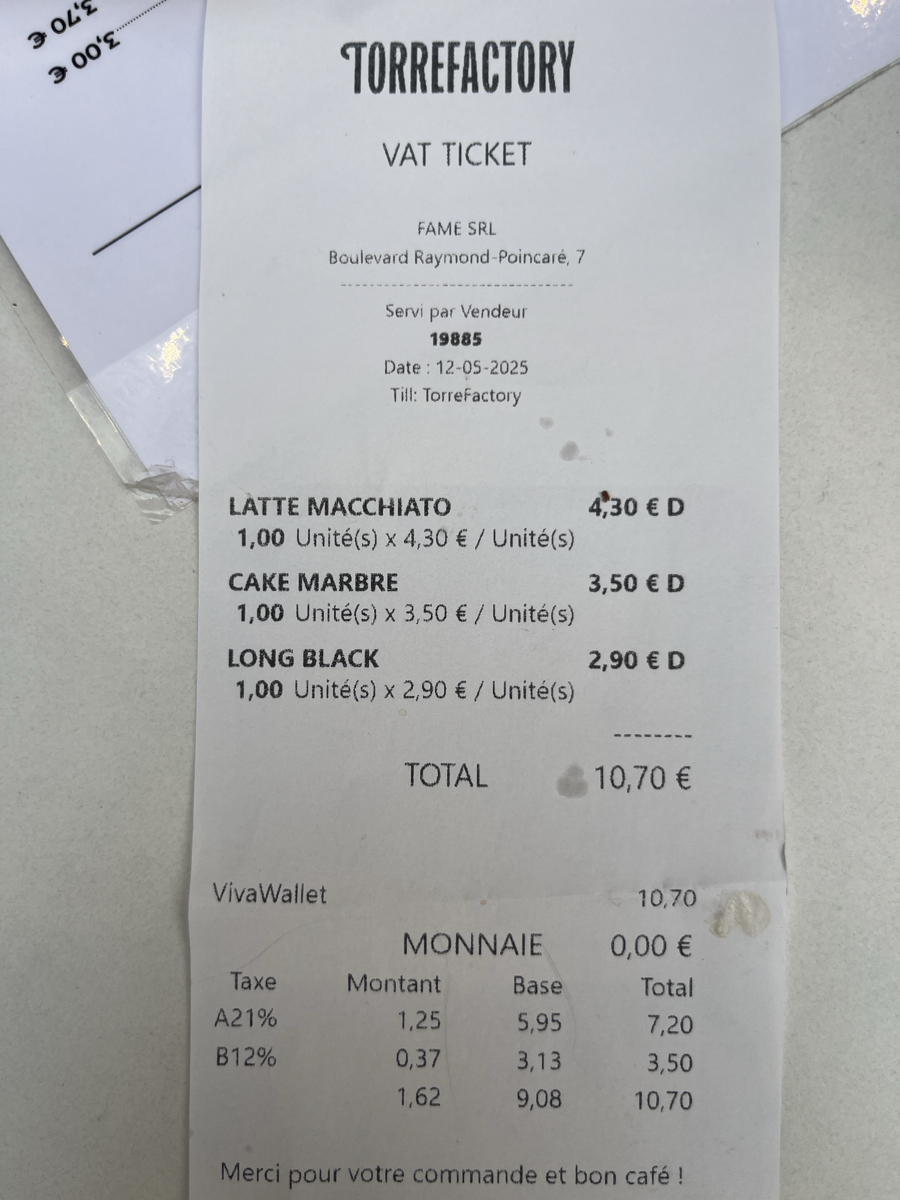 3,70 €
3,00 €
TORREFACTORY
VAT TICKET
FAME SRL
Boulevard Raymond-Poincaré, 7
--------------------------------
Servi par Vendeur
19885
Date : 12-05-2025
Till: TorreFactory
LATTE MACCHIATO 4,30 € D
1,00 Unité(s) x 4,30 € / Unité(s)
CAKE MARBRE 3,50 € D
1,00 Unité(s) x 3,50 € / Unité(s)
LONG BLACK 2,90 € D
1,00 Unité(s) x 2,90 € / Unité(s)
--------
TOTAL 10,70 €
VivaWallet 10,70
MONNAIE 0,00 €
Taxe Montant Base Total
A21% 1,25 5,95 7,20
B12% 0,37 3,13 3,50
1,62 9,08 10,70
Merci pour votre commande et bon café !